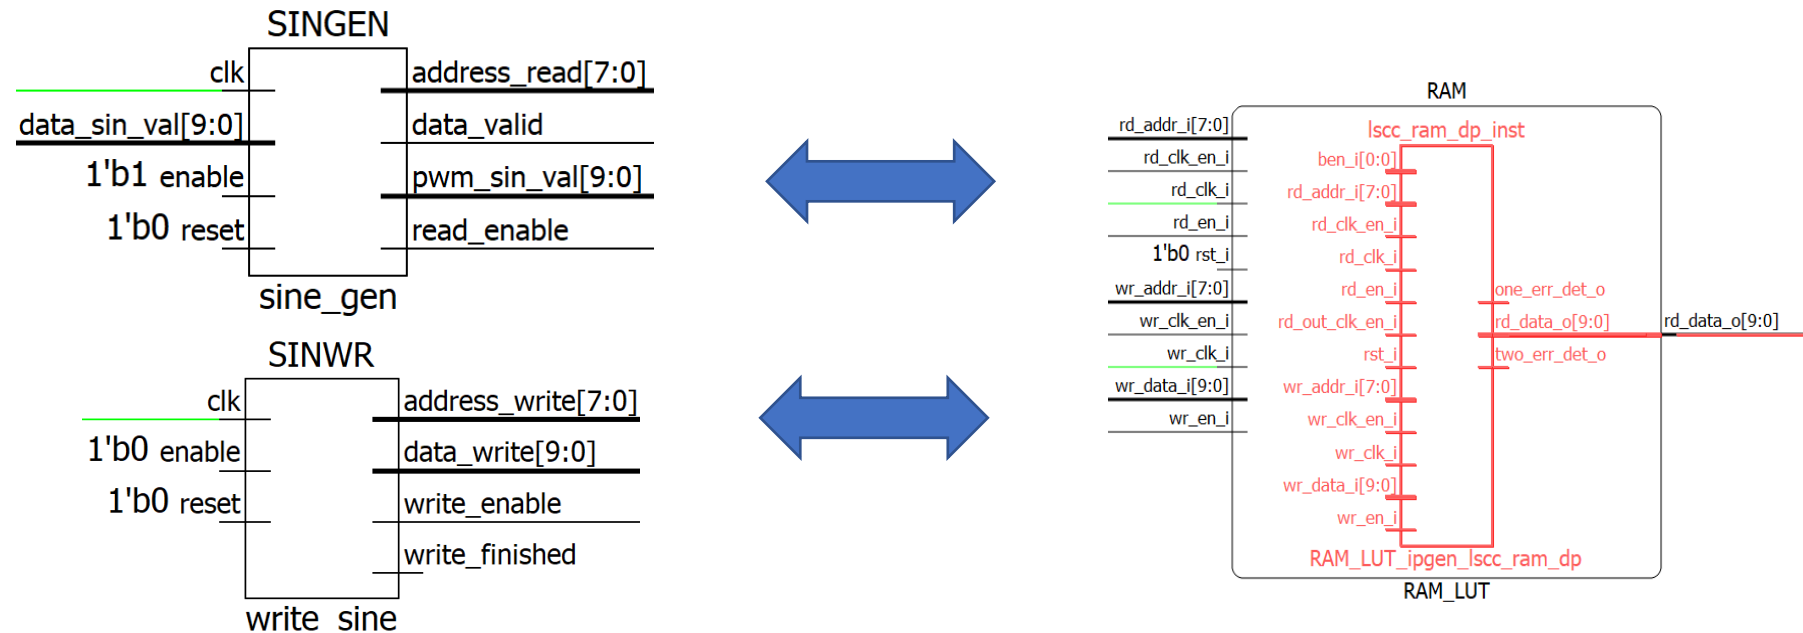 SINGEN
clk
address_read[7:0]
data_sin_val[9:0]
data_valid
1'b1 enable
pwm_sin_val[9:0]
1'b0 reset
read_enable
sine_gen
SINWR
clk
address_write[7:0]
1'b0 enable
data_write[9:0]
1'b0 reset
write_enable
write_finished
write_sine
RAM
rd_addr_i[7:0]
rd_clk_en_i
rd_clk_i
rd_en_i
1'b0 rst_i
wr_addr_i[7:0]
wr_clk_en_i
wr_clk_i
wr_data_i[9:0]
wr_en_i
lscc_ram_dp_inst
ben_i[0:0]
rd_addr_i[7:0]
rd_clk_en_i
rd_clk_i
rd_en_i
rd_out_clk_en_i
rst_i
wr_addr_i[7:0]
wr_clk_en_i
wr_clk_i
wr_data_i[9:0]
wr_en_i
one_err_det_o
rd_data_o[9:0]
two_err_det_o
rd_data_o[9:0]
RAM_LUT_ipgen_lscc_ram_dp
RAM_LUT